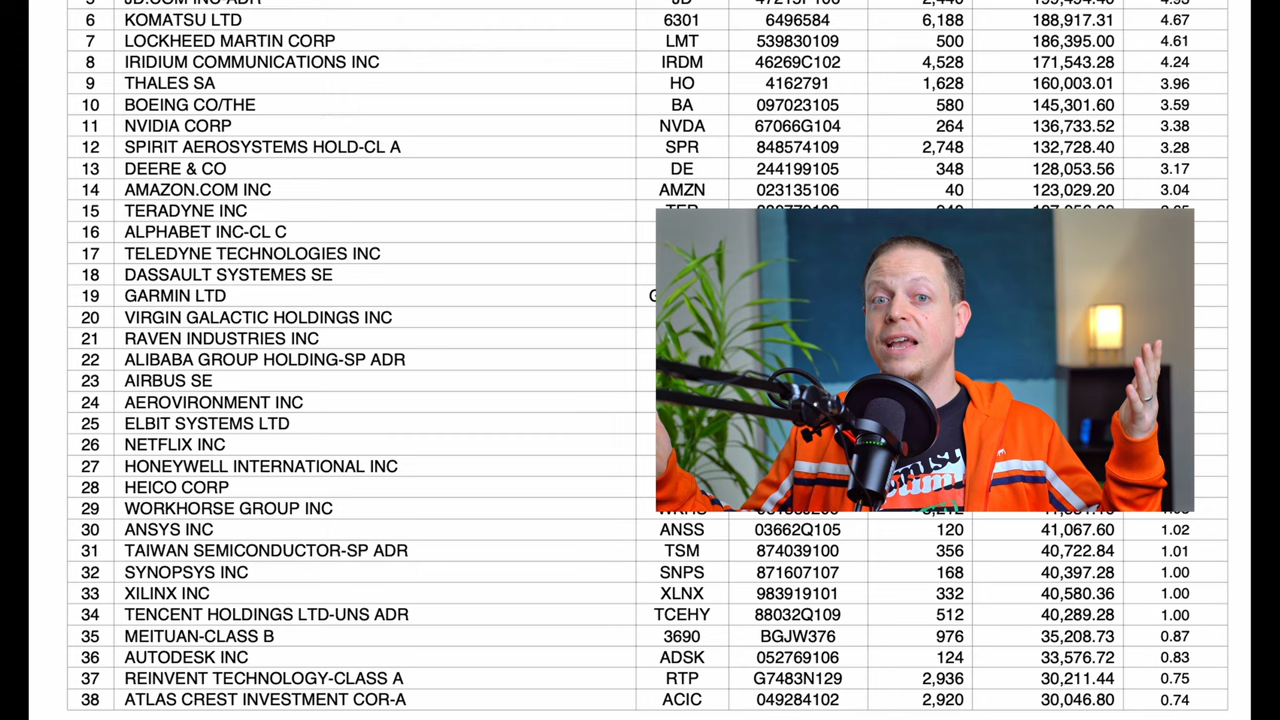 5 JD.COM INC-ADR JD 47215P106 2,440 4.93
6 KOMATSU LTD 6301 6496584 6,188 188,917.31 4.67
7 LOCKHEED MARTIN CORP LMT 539830109 500 186,395.00 4.61
8 IRIDIUM COMMUNICATIONS INC IRDM 46269C102 4,528 171,543.28 4.24
9 THALES SA HO 4162791 1,628 160,003.01 3.96
10 BOEING CO/THE BA 097023105 580 145,301.60 3.59
11 NVIDIA CORP NVDA 67066G104 264 136,733.52 3.38
12 SPIRIT AEROSYSTEMS HOLD-CL A SPR 848574109 2,748 132,728.40 3.28
13 DEERE & CO DE 244199105 348 128,053.56 3.17
14 AMAZON.COM INC AMZN 023135106 40 123,029.20 3.04
15 TERADYNE INC
16 ALPHABET INC-CL C
17 TELEDYNE TECHNOLOGIES INC
18 DASSAULT SYSTEMES SE
19 GARMIN LTD
20 VIRGIN GALACTIC HOLDINGS INC
21 RAVEN INDUSTRIES INC
22 ALIBABA GROUP HOLDING-SP ADR
23 AIRBUS SE
24 AEROVIRONMENT INC
25 ELBIT SYSTEMS LTD
26 NETFLIX INC
27 HONEYWELL INTERNATIONAL INC
28 HEICO CORP
29 WORKHORSE GROUP INC
30 ANSYS INC ANSS 03662Q105 120 41,067.60 1.02
31 TAIWAN SEMICONDUCTOR-SP ADR TSM 874039100 356 40,722.84 1.01
32 SYNOPSYS INC SNPS 871607107 168 40,397.28 1.00
33 XILINX INC XLNX 983919101 332 40,580.36 1.00
34 TENCENT HOLDINGS LTD-UNS ADR TCEHY 88032Q109 512 40,289.28 1.00
35 MEITUAN-CLASS B 3690 BGJW376 976 35,208.73 0.87
36 AUTODESK INC ADSK 052769106 124 33,576.72 0.83
37 REINVENT TECHNOLOGY-CLASS A RTP G7483N129 2,936 30,211.44 0.75
38 ATLAS CREST INVESTMENT COR-A ACIC 049284102 2,920 30,046.80 0.74